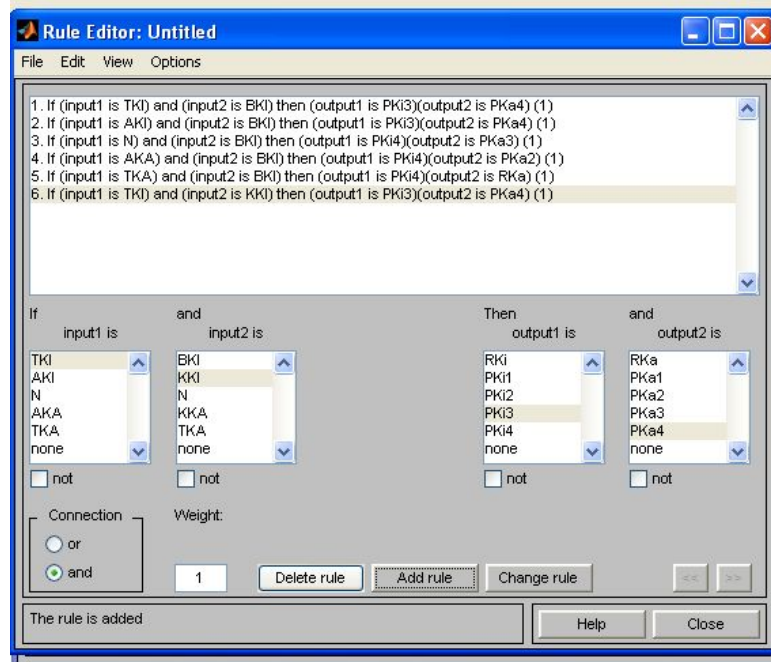 Rule Editor: Untitled
File Edit View Options
1. If (input1 is TKI) and (input2 is BKI) then (output1 is PKi3)(output2 is PKa4) (1)
2. If (input1 is AKI) and (input2 is BKI) then (output1 is PKi3)(output2 is PKa4) (1)
3. If (input1 is N) and (input2 is BKI) then (output1 is PKi4)(output2 is PKa3) (1)
4. If (input1 is AKA) and (input2 is BKI) then (output1 is PKi4)(output2 is PKa2) (1)
5. If (input1 is TKA) and (input2 is BKI) then (output1 is PKi4)(output2 is RKa) (1)
6. If (input1 is TKI) and (input2 is KKI) then (output1 is PKi3)(output2 is PKa4) (1)
If and Then and
input1 is input2 is output1 is output2 is
TKI BKI RKi RKa
AKI KKI PKi1 PKa1
N N PKi2 PKa2
AKA KKA PKi3 PKa3
TKA TKA PKi4 PKa4
none none none none
not not not not
Connection Weight:
or
and 1 Delete rule Add rule Change rule << >>
The rule is added Help Close